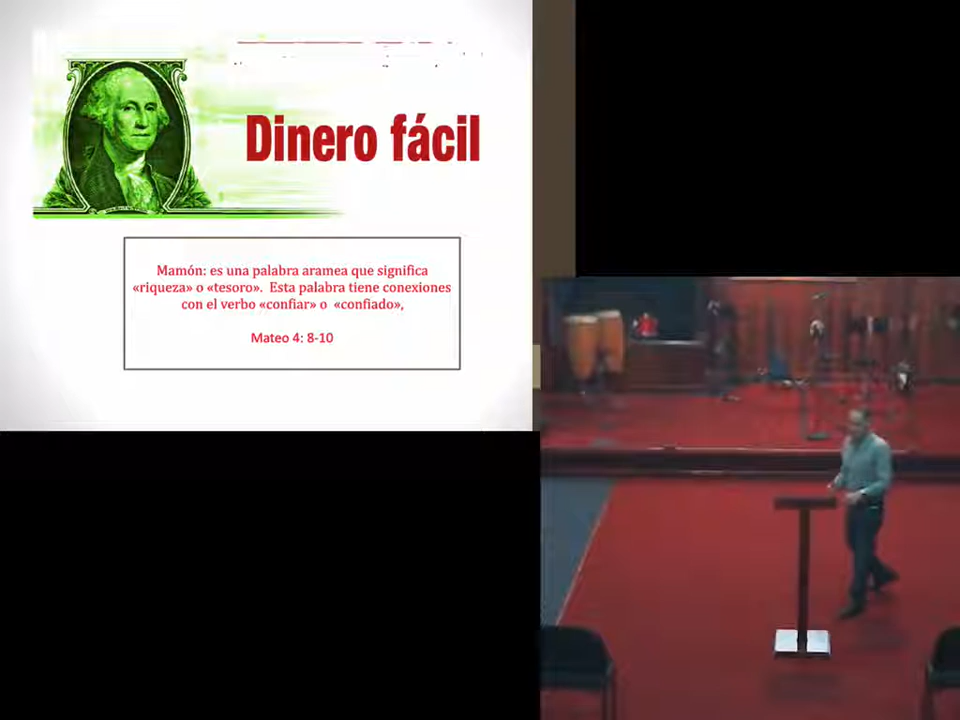 Dinero fácil
Mamón: es una palabra aramea que significa
«riqueza» o «tesoro». Esta palabra tiene conexiones
con el verbo «confiar» o «confiado»,
Mateo 4: 8-10